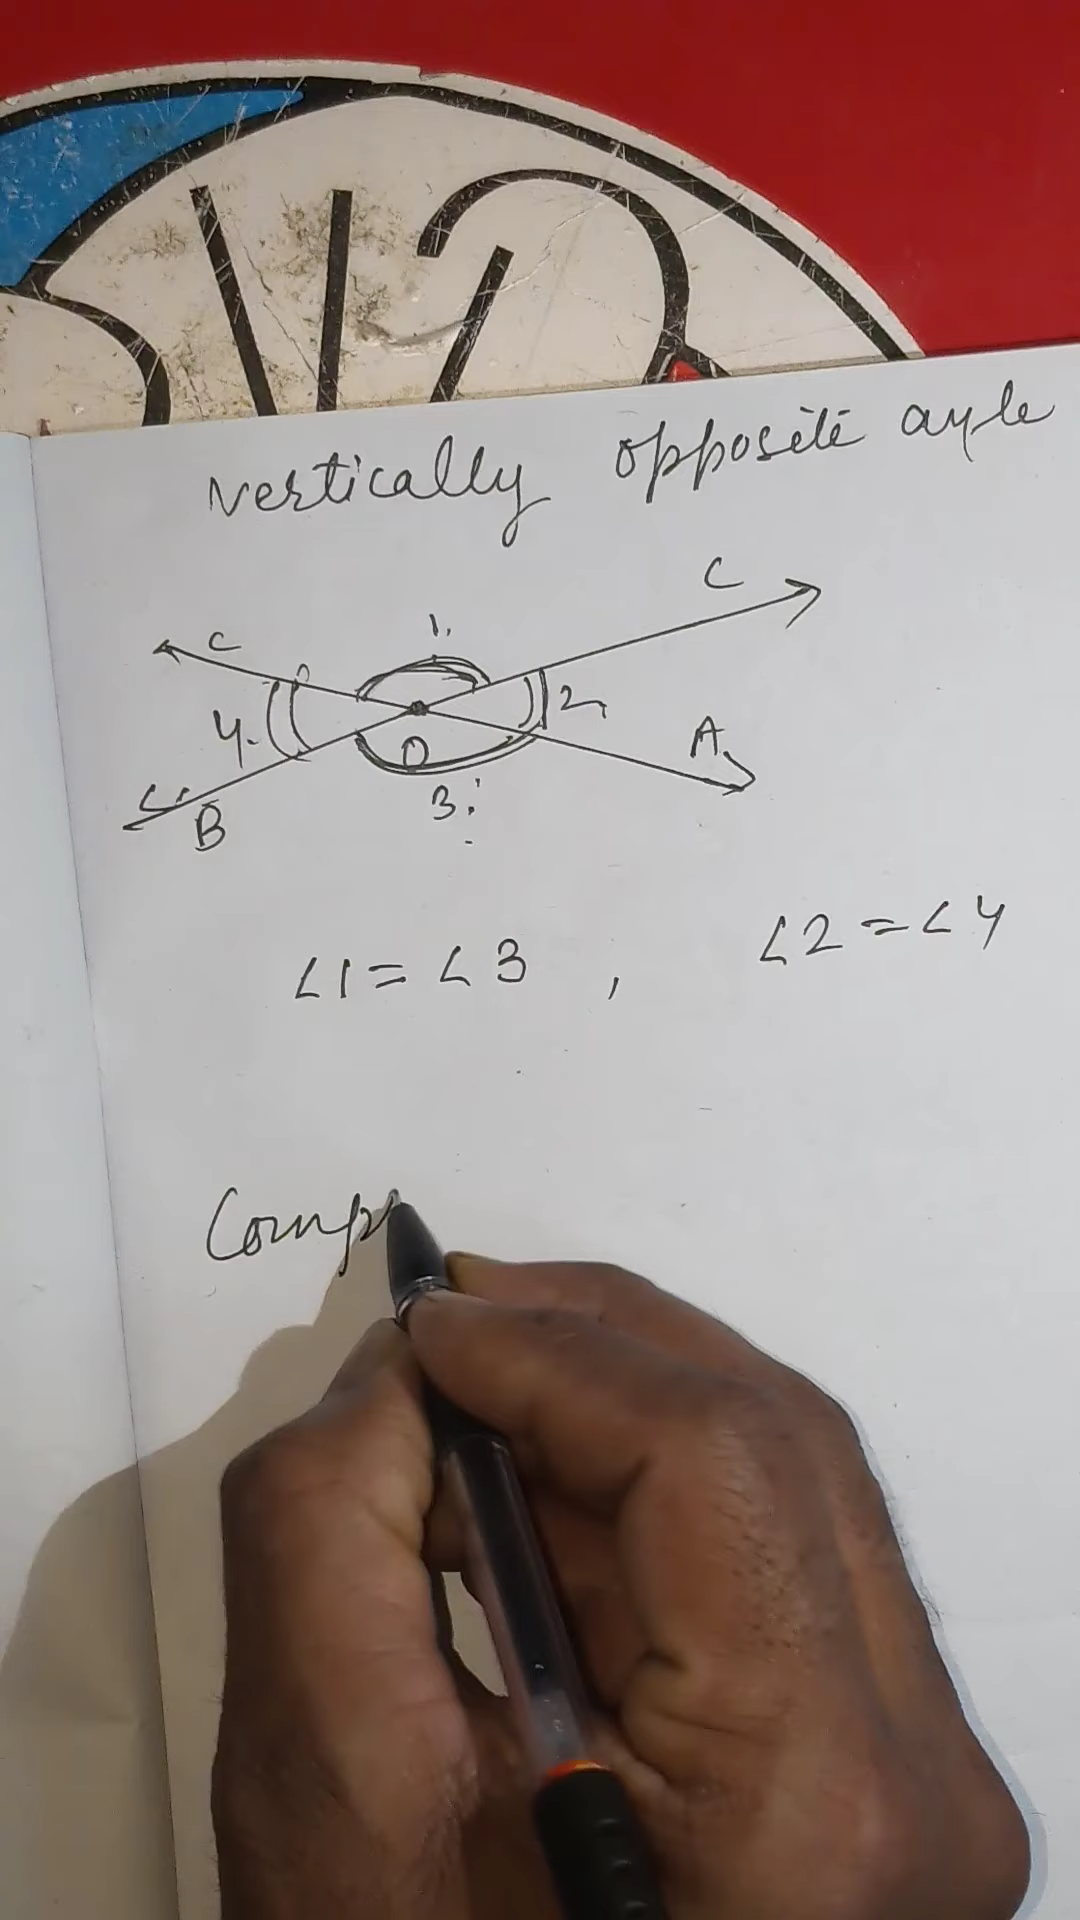 vertically opposite angle
C
C
1.
4.
2
A
O
B
3.
∠1 = ∠3 , ∠2 = ∠4
Comp